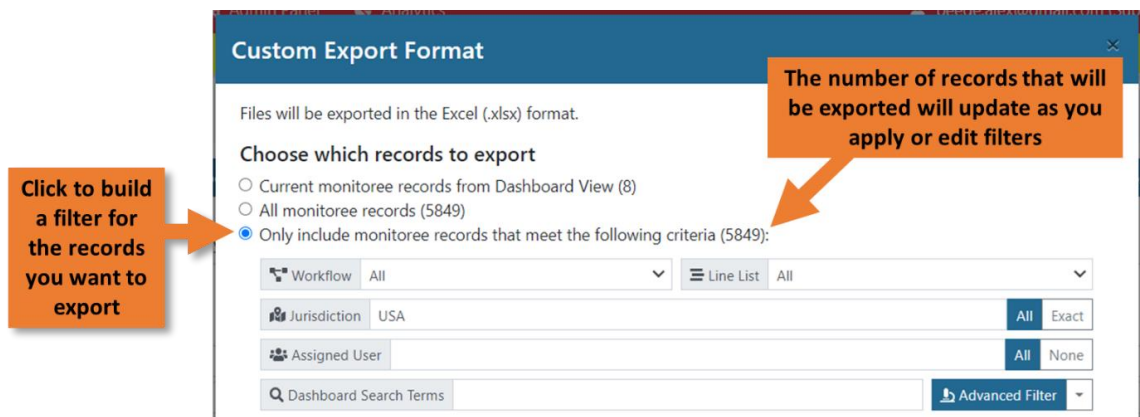 Admin Panel Analytics
Custom Export Format ×
The number of records that will
be exported will update as you
apply or edit filters
Files will be exported in the Excel (.xlsx) format.
Choose which records to export
Click to build
a filter for
the records
you want to
export
Current monitoree records from Dashboard View (8)
All monitoree records (5849)
Only include monitoree records that meet the following criteria (5849):
Workflow All Line List All
Jurisdiction USA All Exact
Assigned User All None
Dashboard Search Terms Advanced Filter